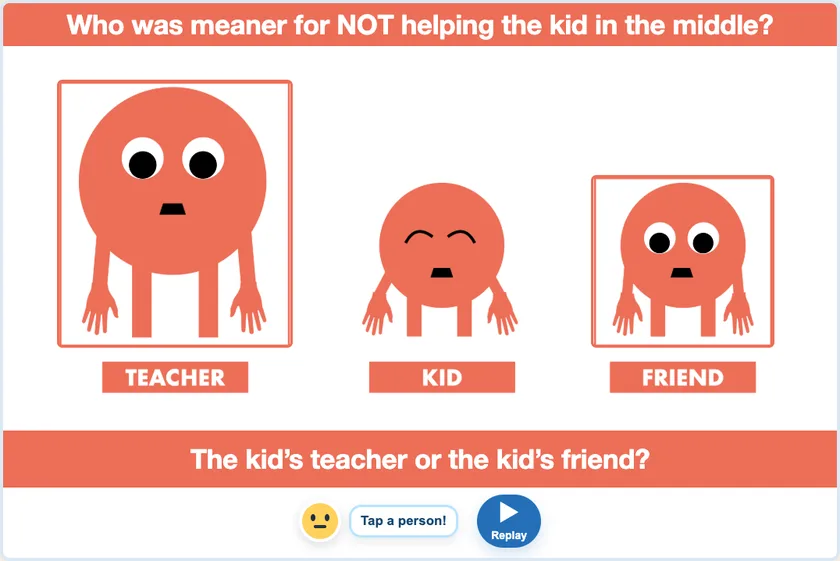 Who was meaner for NOT helping the kid in the middle?
TEACHER
KID
FRIEND
The kid’s teacher or the kid’s friend?
Tap a person!
Replay